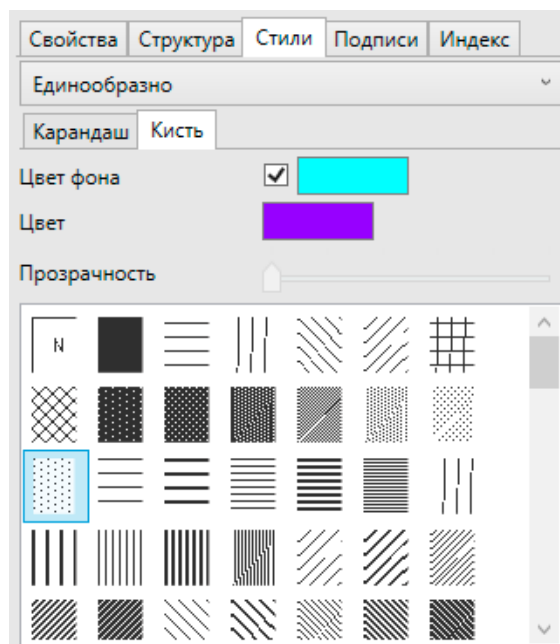 Свойства Структура Стили Подписи Индекс
Единообразно
Карандаш Кисть
Цвет фона
Цвет
Прозрачность
N